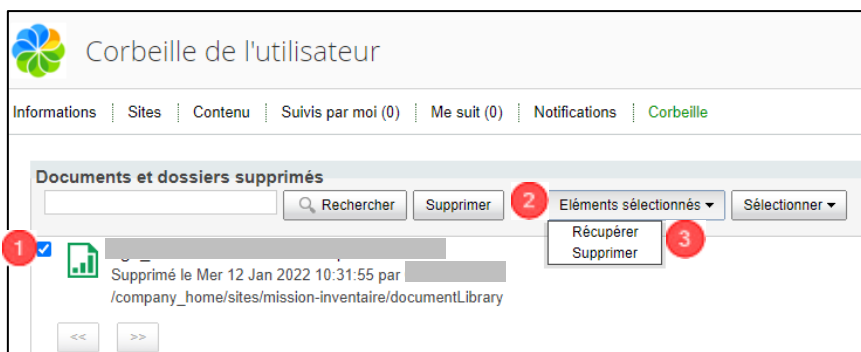 Corbeille de l'utilisateur
Informations Sites Contenu Suivis par moi (0) Me suit (0) Notifications Corbeille
Documents et dossiers supprimés
Rechercher Supprimer 2 Eléments sélectionnés Sélectionner
Récupérer
3
Supprimer
1
Supprimé le Mer 12 Jan 2022 10:31:55 par
/company_home/sites/mission-inventaire/documentLibrary
<< >>